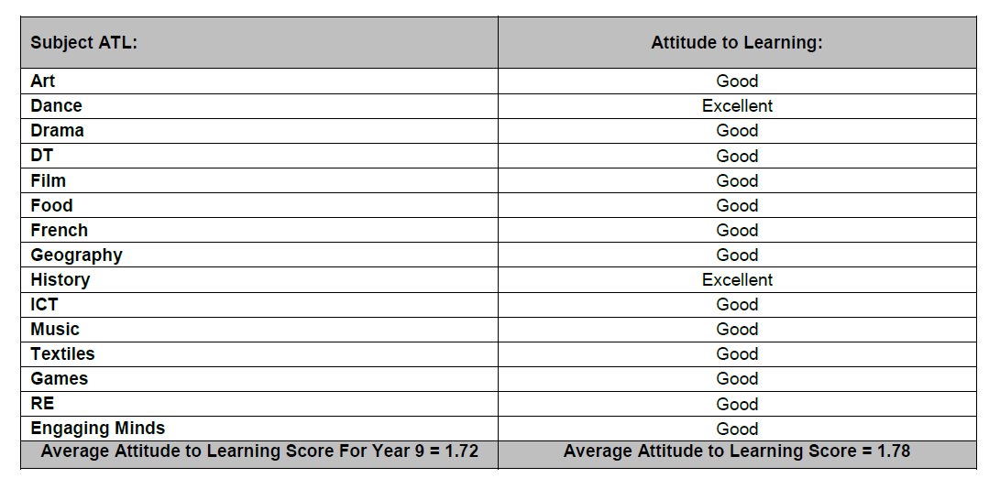 Subject ATL: Attitude to Learning:
Art Good
Dance Excellent
Drama Good
DT Good
Film Good
Food Good
French Good
Geography Good
History Excellent
ICT Good
Music Good
Textiles Good
Games Good
RE Good
Engaging Minds Good
Average Attitude to Learning Score For Year 9 = 1.72 Average Attitude to Learning Score = 1.78